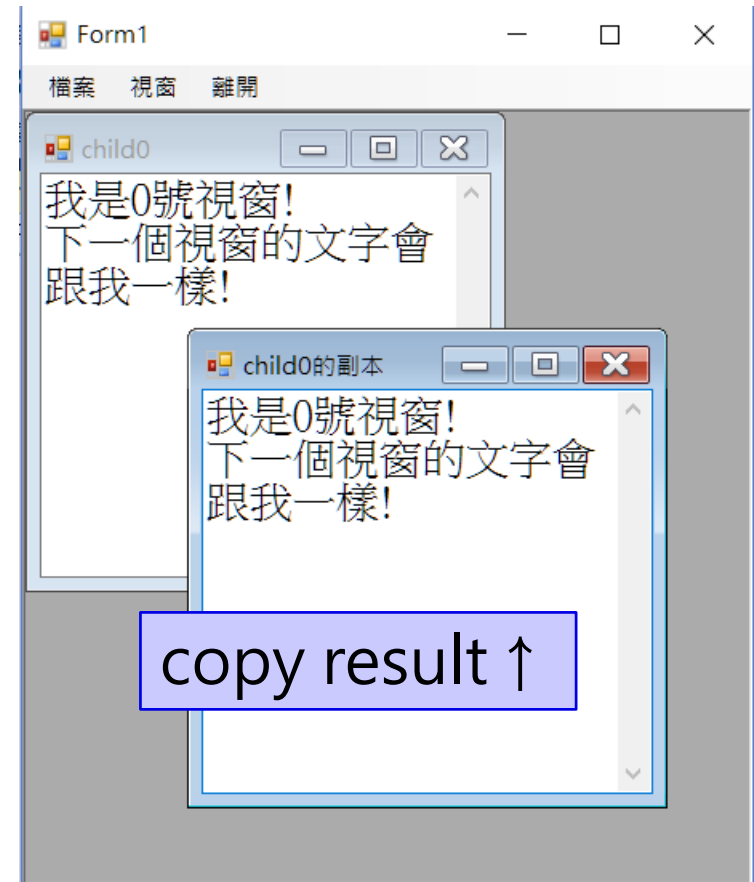 Form1
檔案 視窗 離開
child0
我是0號視窗!
下一個視窗的文字會
跟我一樣!
child0的副本
我是0號視窗!
下一個視窗的文字會
跟我一樣!
copy result ↑